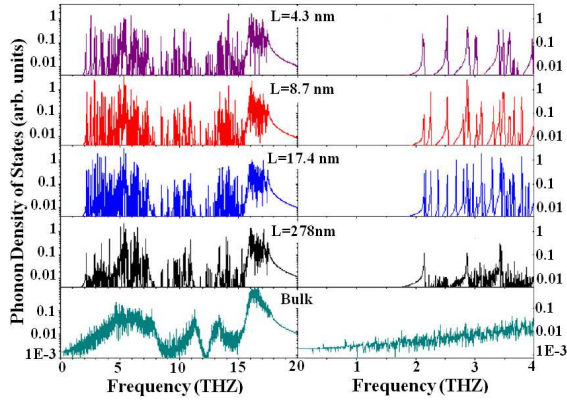 Phonon Density of States (arb. units)
L=4.3 nm
1
0.1
0.01
1
0.1
0.01
L=8.7 nm
1
0.1
0.01
1
0.1
0.01
L=17.4 nm
1
0.1
0.01
1
0.1
0.01
L=278nm
1
0.1
0.01
1
0.1
0.01
Bulk
0.1
0.01
1E-3
0.1
0.01
1E-3
0 5 10 15 20 1 2 3 4
Frequency (THZ) Frequency (THZ)